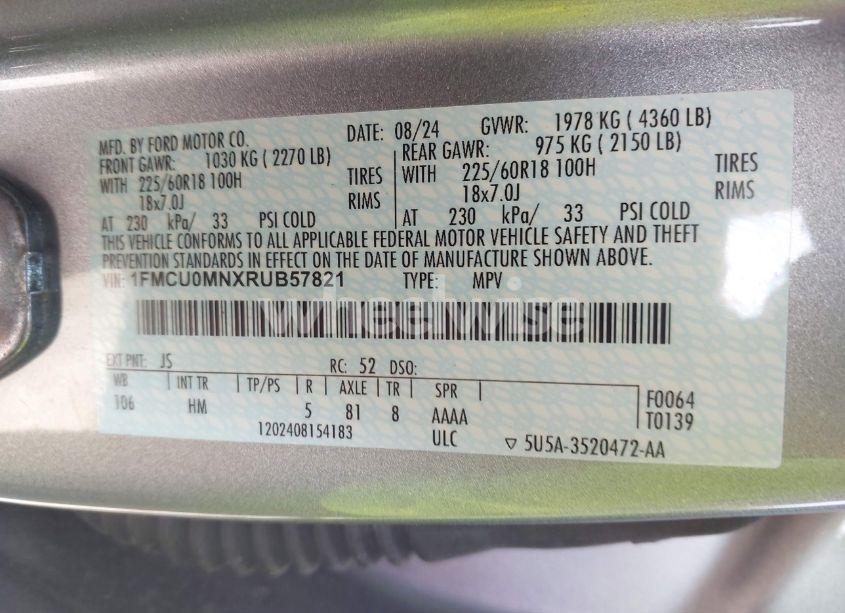 MFD. BY FORD MOTOR CO. DATE: 08/24 GVWR: 1978 KG ( 4360 LB)
FRONT GAWR: 1030 KG ( 2270 LB) REAR GAWR: 975 KG ( 2150 LB)
WITH 225/60R18 100H TIRES WITH 225/60R18 100H TIRES
18x7.0J RIMS 18x7.0J RIMS
AT 230 kPa/ 33 PSI COLD AT 230 kPa/ 33 PSI COLD
THIS VEHICLE CONFORMS TO ALL APPLICABLE FEDERAL MOTOR VEHICLE SAFETY AND THEFT
PREVENTION STANDARDS IN EFFECT ON THE DATE OF MANUFACTURE SHOWN ABOVE.
VIN: 1FMCU0MNXRUB57821 TYPE: MPV
wheelwise
EXT PNT: JS RC: 52 DSO:
WB INT TR TP/PS R AXLE TR SPR
106 HM 5 81 8 AAAA F0064
1202408154183 ULC T0139
▽ 5U5A-3520472-AA